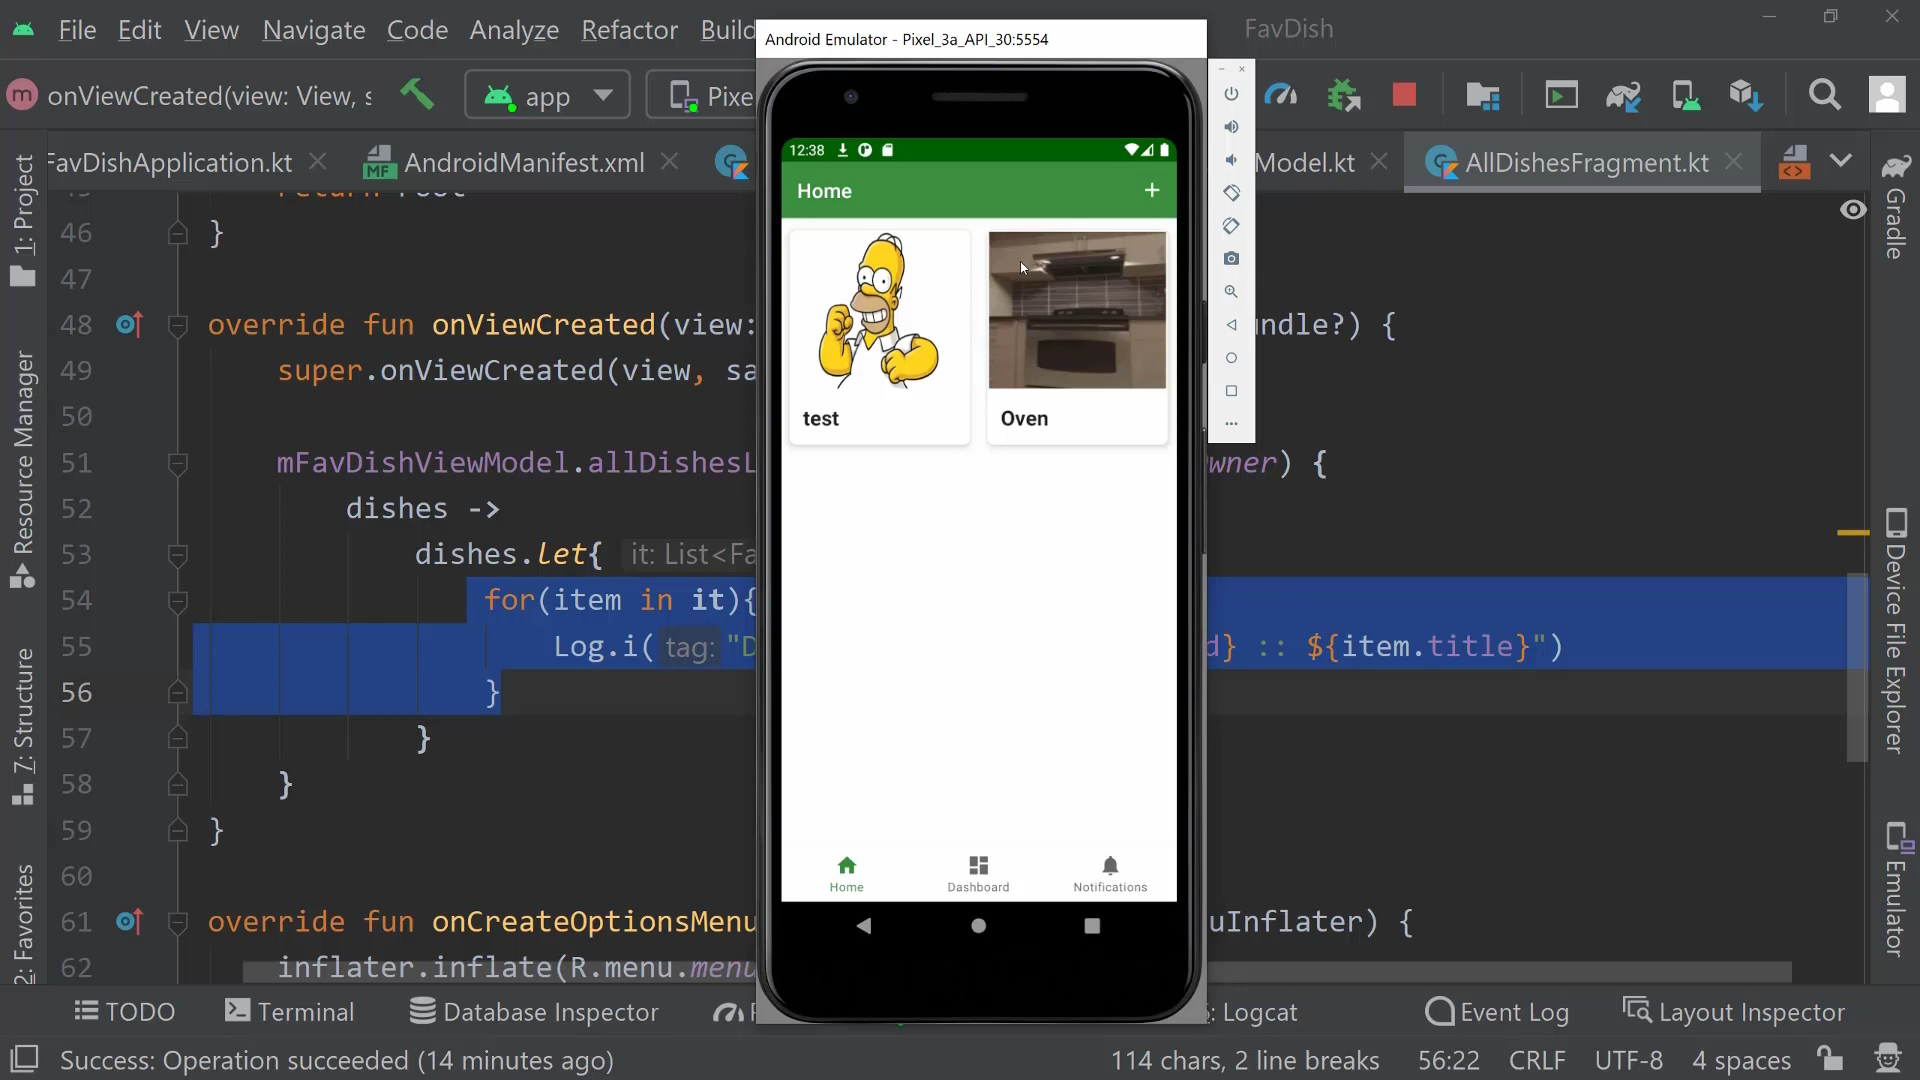 File Edit View Navigate Code Analyze Refactor Build
FavDish
Android Emulator - Pixel_3a_API_30:5554
onViewCreated(view: View, s
app
Pixe
FavDishApplication.kt
AndroidManifest.xml
Model.kt
AllDishesFragment.kt
1: Project
Resource Manager
7: Structure
2: Favorites
Gradle
Device File Explorer
Emulator
46 }
47
48 override fun onViewCreated(view: ndle?) {
49 super.onViewCreated(view, sa
50
51 mFavDishViewModel.allDishesL wner) {
52 dishes ->
53 dishes.let{ it: List<Fa
54 for(item in it){
55 Log.i( tag: "D d} :: ${item.title}")
56 }
57 }
58 }
59 }
60
61 override fun onCreateOptionsMenu uInflater) {
62 inflater.inflate(R.menu.menu
12:38
Home +
test
Oven
Home
Dashboard
Notifications
TODO
Terminal
Database Inspector
: Logcat
Event Log
Layout Inspector
Success: Operation succeeded (14 minutes ago)
114 chars, 2 line breaks 56:22 CRLF UTF-8 4 spaces